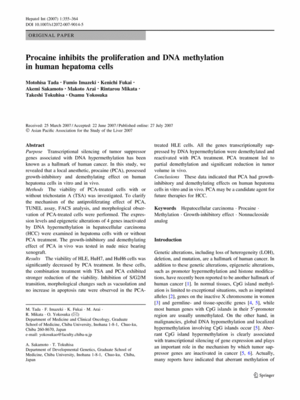 Hepatol Int (2007) 1:355–364
DOI 10.1007/s12072-007-9014-5
ORIGINAL PAPER
Procaine inhibits the proliferation and DNA methylation
in human hepatoma cells
Motohisa Tada · Fumio Imazeki · Kenichi Fukai ·
Akemi Sakamoto · Makoto Arai · Rintarou Mikata ·
Takeshi Tokuhisa · Osamu Yokosuka
Received: 25 March 2007 / Accepted: 22 June 2007 / Published online: 27 July 2007
© Asian Pacific Association for the Study of the Liver 2007
Abstract
Purpose Transcriptional silencing of tumor suppressor
genes associated with DNA hypermethylation has been
known as a hallmark of human cancer. In this study, we
revealed that a local anesthetic, procaine (PCA), possessed
growth-inhibitory and demethylating effect on human
hepatoma cells in vitro and in vivo.
Methods The viability of PCA-treated cells with or
without trichostatin A (TSA) was investigated. To clarify
the mechanism of the antiproliferative effect of PCA,
TUNEL assay, FACS analysis, and morphological obser-
vation of PCA-treated cells were performed. The expres-
sion levels and epigenetic alterations of 4 genes inactivated
by DNA methylation in hepatocellular carcinoma
(HCC) were examined in hepatoma cells with or without
PCA treatment. The growth-inhibitory and demethylating
effect of PCA in vivo was tested in nude mice bearing
xenograft.
Results The viability of HLE, HuH7, and HuH6 cells was
significantly decreased by PCA treatment. In these cells,
the combination treatment with TSA and PCA exhibited
stronger reduction of the viability. Inhibition of S/G2/M
transition, morphological changes such as vacuolation and
no increase in apoptosis rate were observed in the PCA-
M. Tada · F. Imazeki · K. Fukai · M. Arai ·
R. Mikata · O. Yokosuka
Department of Medicine and Clinical Oncology, Graduate
School of Medicine, Chiba University, Inohana 1-8-1, Chuo-ku,
Chiba 260-8670, Japan
e-mail: yokosukao@faculty.chiba-u.jp
A. Sakamoto · T. Tokuhisa
Department of Developmental Genetics, Graduate School of
Medicine, Chiba University, Inohana 1-8-1, Chuo-ku, Chiba,
Japan
treated HLE cells. All the genes transcriptionally sup-
pressed by DNA hypermethylation were demethylated and
reactivated with PCA treatment. PCA treatment led to
partial demethylation and significant reduction in tumor
volume in vivo.
Conclusions These data indicated that PCA had growth-
inhibitory and demethylating effects on human hepatoma
cells in vitro and in vivo. PCA may be a candidate agent for
future therapies for HCC.
Keywords Hepatocellular carcinoma · Procaine ·
Methylation · Growth-inhibitory effect · Nonnucleoside
analog
Introduction
Genetic alterations, including loss of heterogeneity (LOH),
deletion, and mutation, are a hallmark of human cancer. In
addition to these genetic alterations, epigenetic alterations,
such as promoter hypermethylation and histone modifica-
tions, have recently been reported to be another hallmark of
human cancer [1]. In normal tissues, CpG island methyl-
ation is limited to exceptional situations, such as imprinted
alleles [2], genes on the inactive X chromosome in women
[3] and germline- and tissue-specific genes [4, 5], while
most human genes with CpG islands in their 5′-promoter
region are usually unmethylated. On the other hand, in
malignancies, global DNA hypomethylation and localized
hypermethylation involving CpG islands occur [5]. Aber-
rant CpG island hypermethylation is clearly associated
with transcriptional silencing of gene expression and plays
an important role in the mechanism by which tumor sup-
pressor genes are inactivated in cancer [5, 6]. Actually,
many reports have indicated that aberrant methylation of
Springer